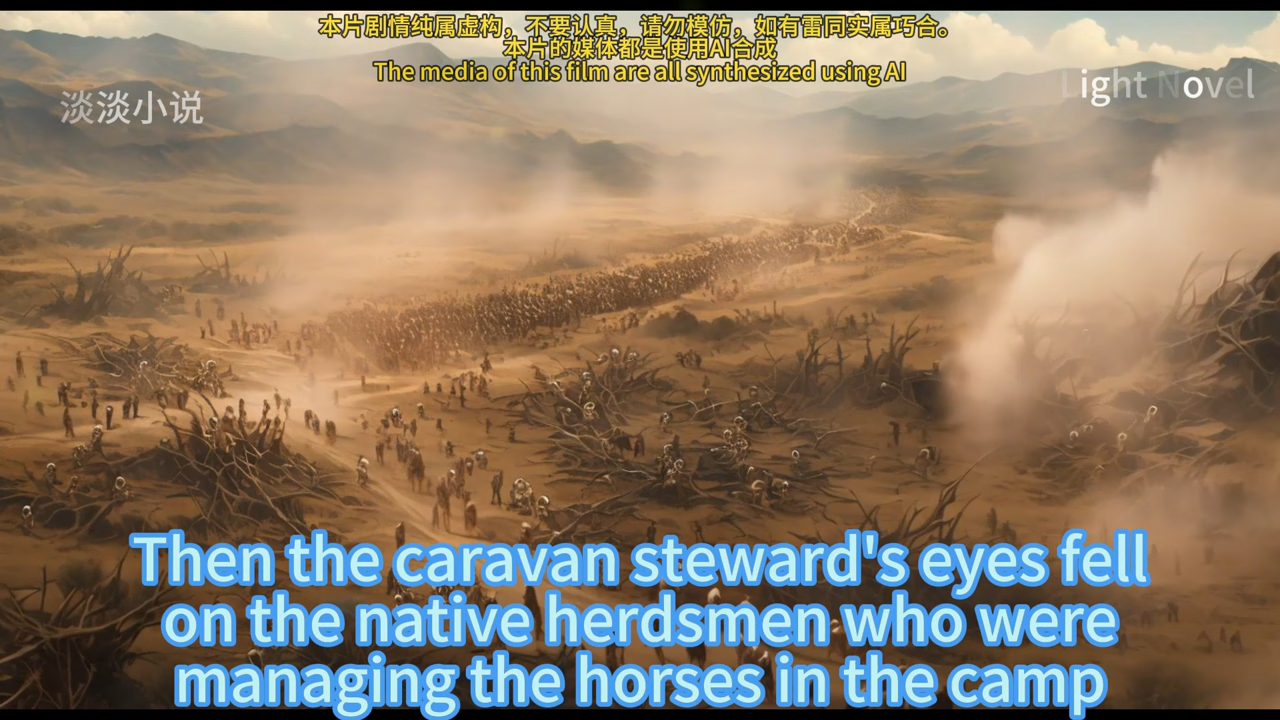 本片剧情纯属虚构，不要认真，请勿模仿，如有雷同实属巧合。
本片的媒体都是使用AI合成
The media of this film are all synthesized using AI
淡淡小说
Light Novel
Then the caravan steward's eyes fell
on the native herdsmen who were
managing the horses in the camp